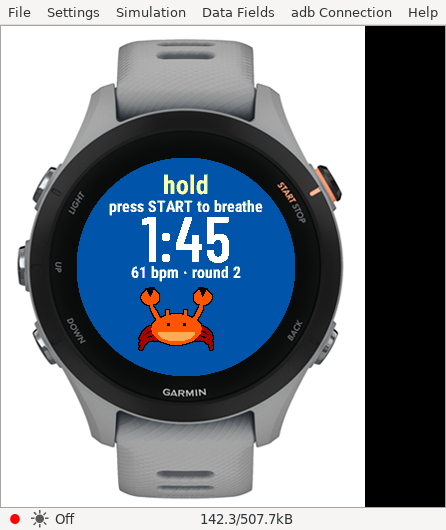 File Settings Simulation Data Fields adb Connection Help
hold
press START to breathe
1:45
61 bpm · round 2
LIGHT
START STOP
UP
DOWN
BACK
GARMIN
Off 142.3/507.7kB